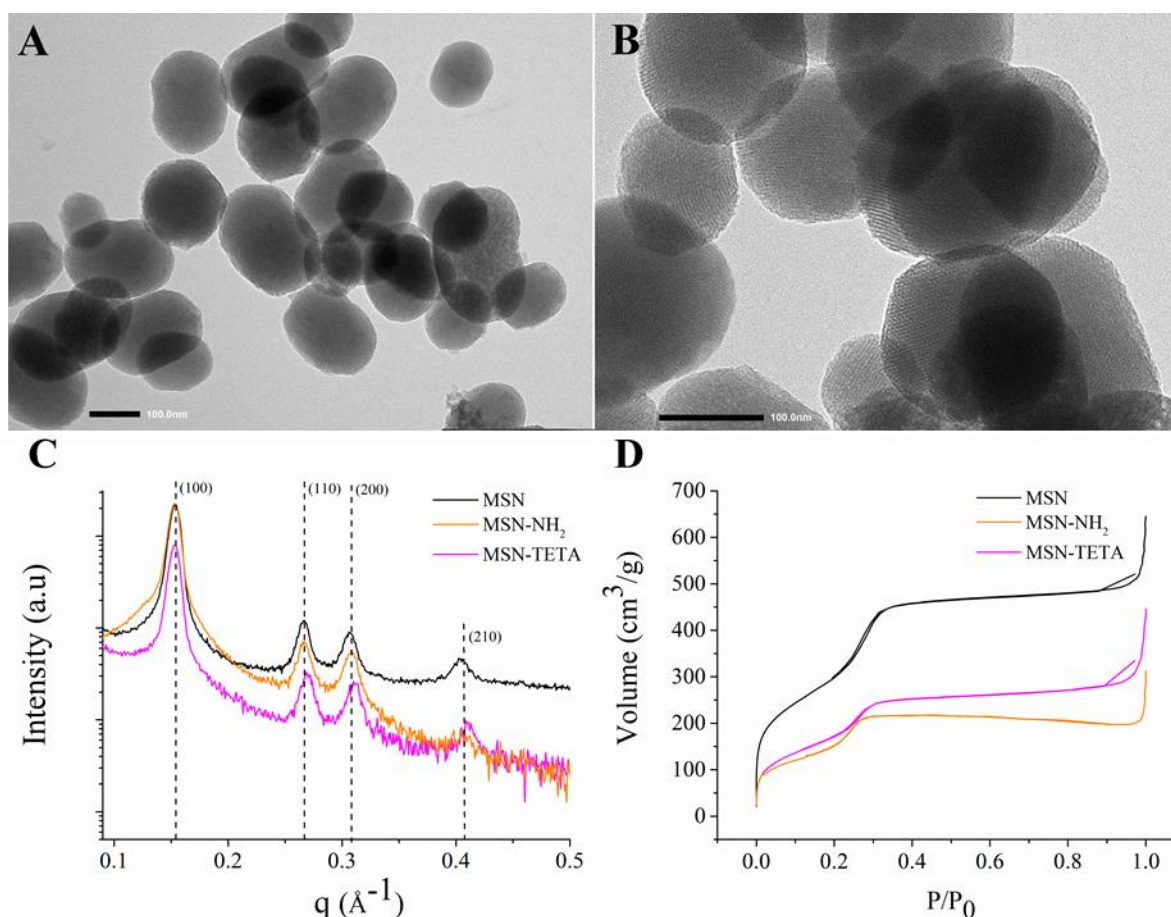 A
100.0nm
B
100.0nm
C
(100)
(110)
(200)
(210)
MSN
MSN-NH₂
MSN-TETA
Intensity (a.u)
0.1
0.2
0.3
0.4
0.5
q (Å⁻¹)
D
700
600
500
400
300
200
100
0
MSN
MSN-NH₂
MSN-TETA
Volume (cm³/g)
0.0
0.2
0.4
0.6
0.8
1.0
P/P₀